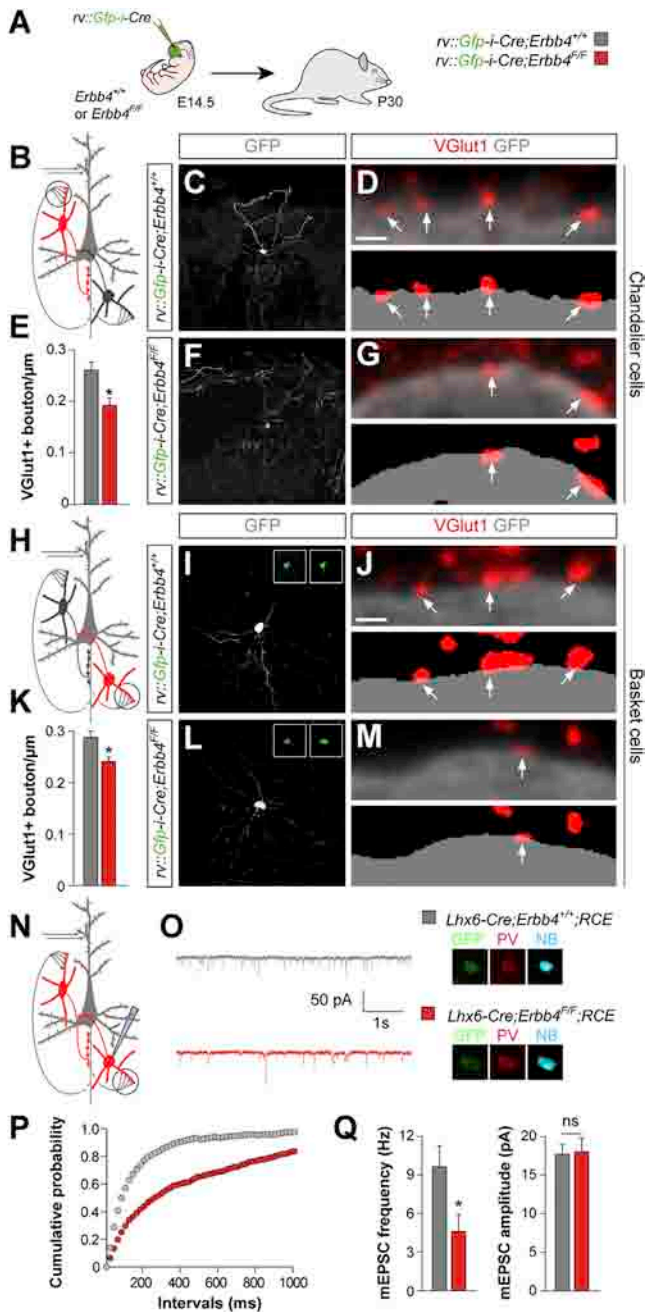 A
rv::Gfp-i-Cre
Erbb4+/+
or Erbb4F/F
E14.5
P30
rv::Gfp-i-Cre;Erbb4+/+
rv::Gfp-i-Cre;Erbb4F/F
B
GFP
VGlut1 GFP
rv::Gfp-i-Cre;Erbb4+/+
C
D
E
VGlut1+ bouton/µm
0.3
0.2
0.1
0
*
rv::Gfp-i-Cre;Erbb4F/F
F
G
Chandelier cells
H
GFP
VGlut1 GFP
rv::Gfp-i-Cre;Erbb4+/+
I
J
K
VGlut1+ bouton/µm
0.3
0.2
0.1
0
*
rv::Gfp-i-Cre;Erbb4F/F
L
M
Basket cells
N
O
50 pA
1s
Lhx6-Cre;Erbb4+/+;RCE
GFP PV NB
Lhx6-Cre;Erbb4F/F;RCE
GFP PV NB
P
Cumulative probability
1.0
0.8
0.6
0.4
0.2
0
200 400 600 800 1000
Intervals (ms)
Q
mEPSC frequency (Hz)
12
9
6
3
0
*
mEPSC amplitude (pA)
20
15
10
5
0
ns